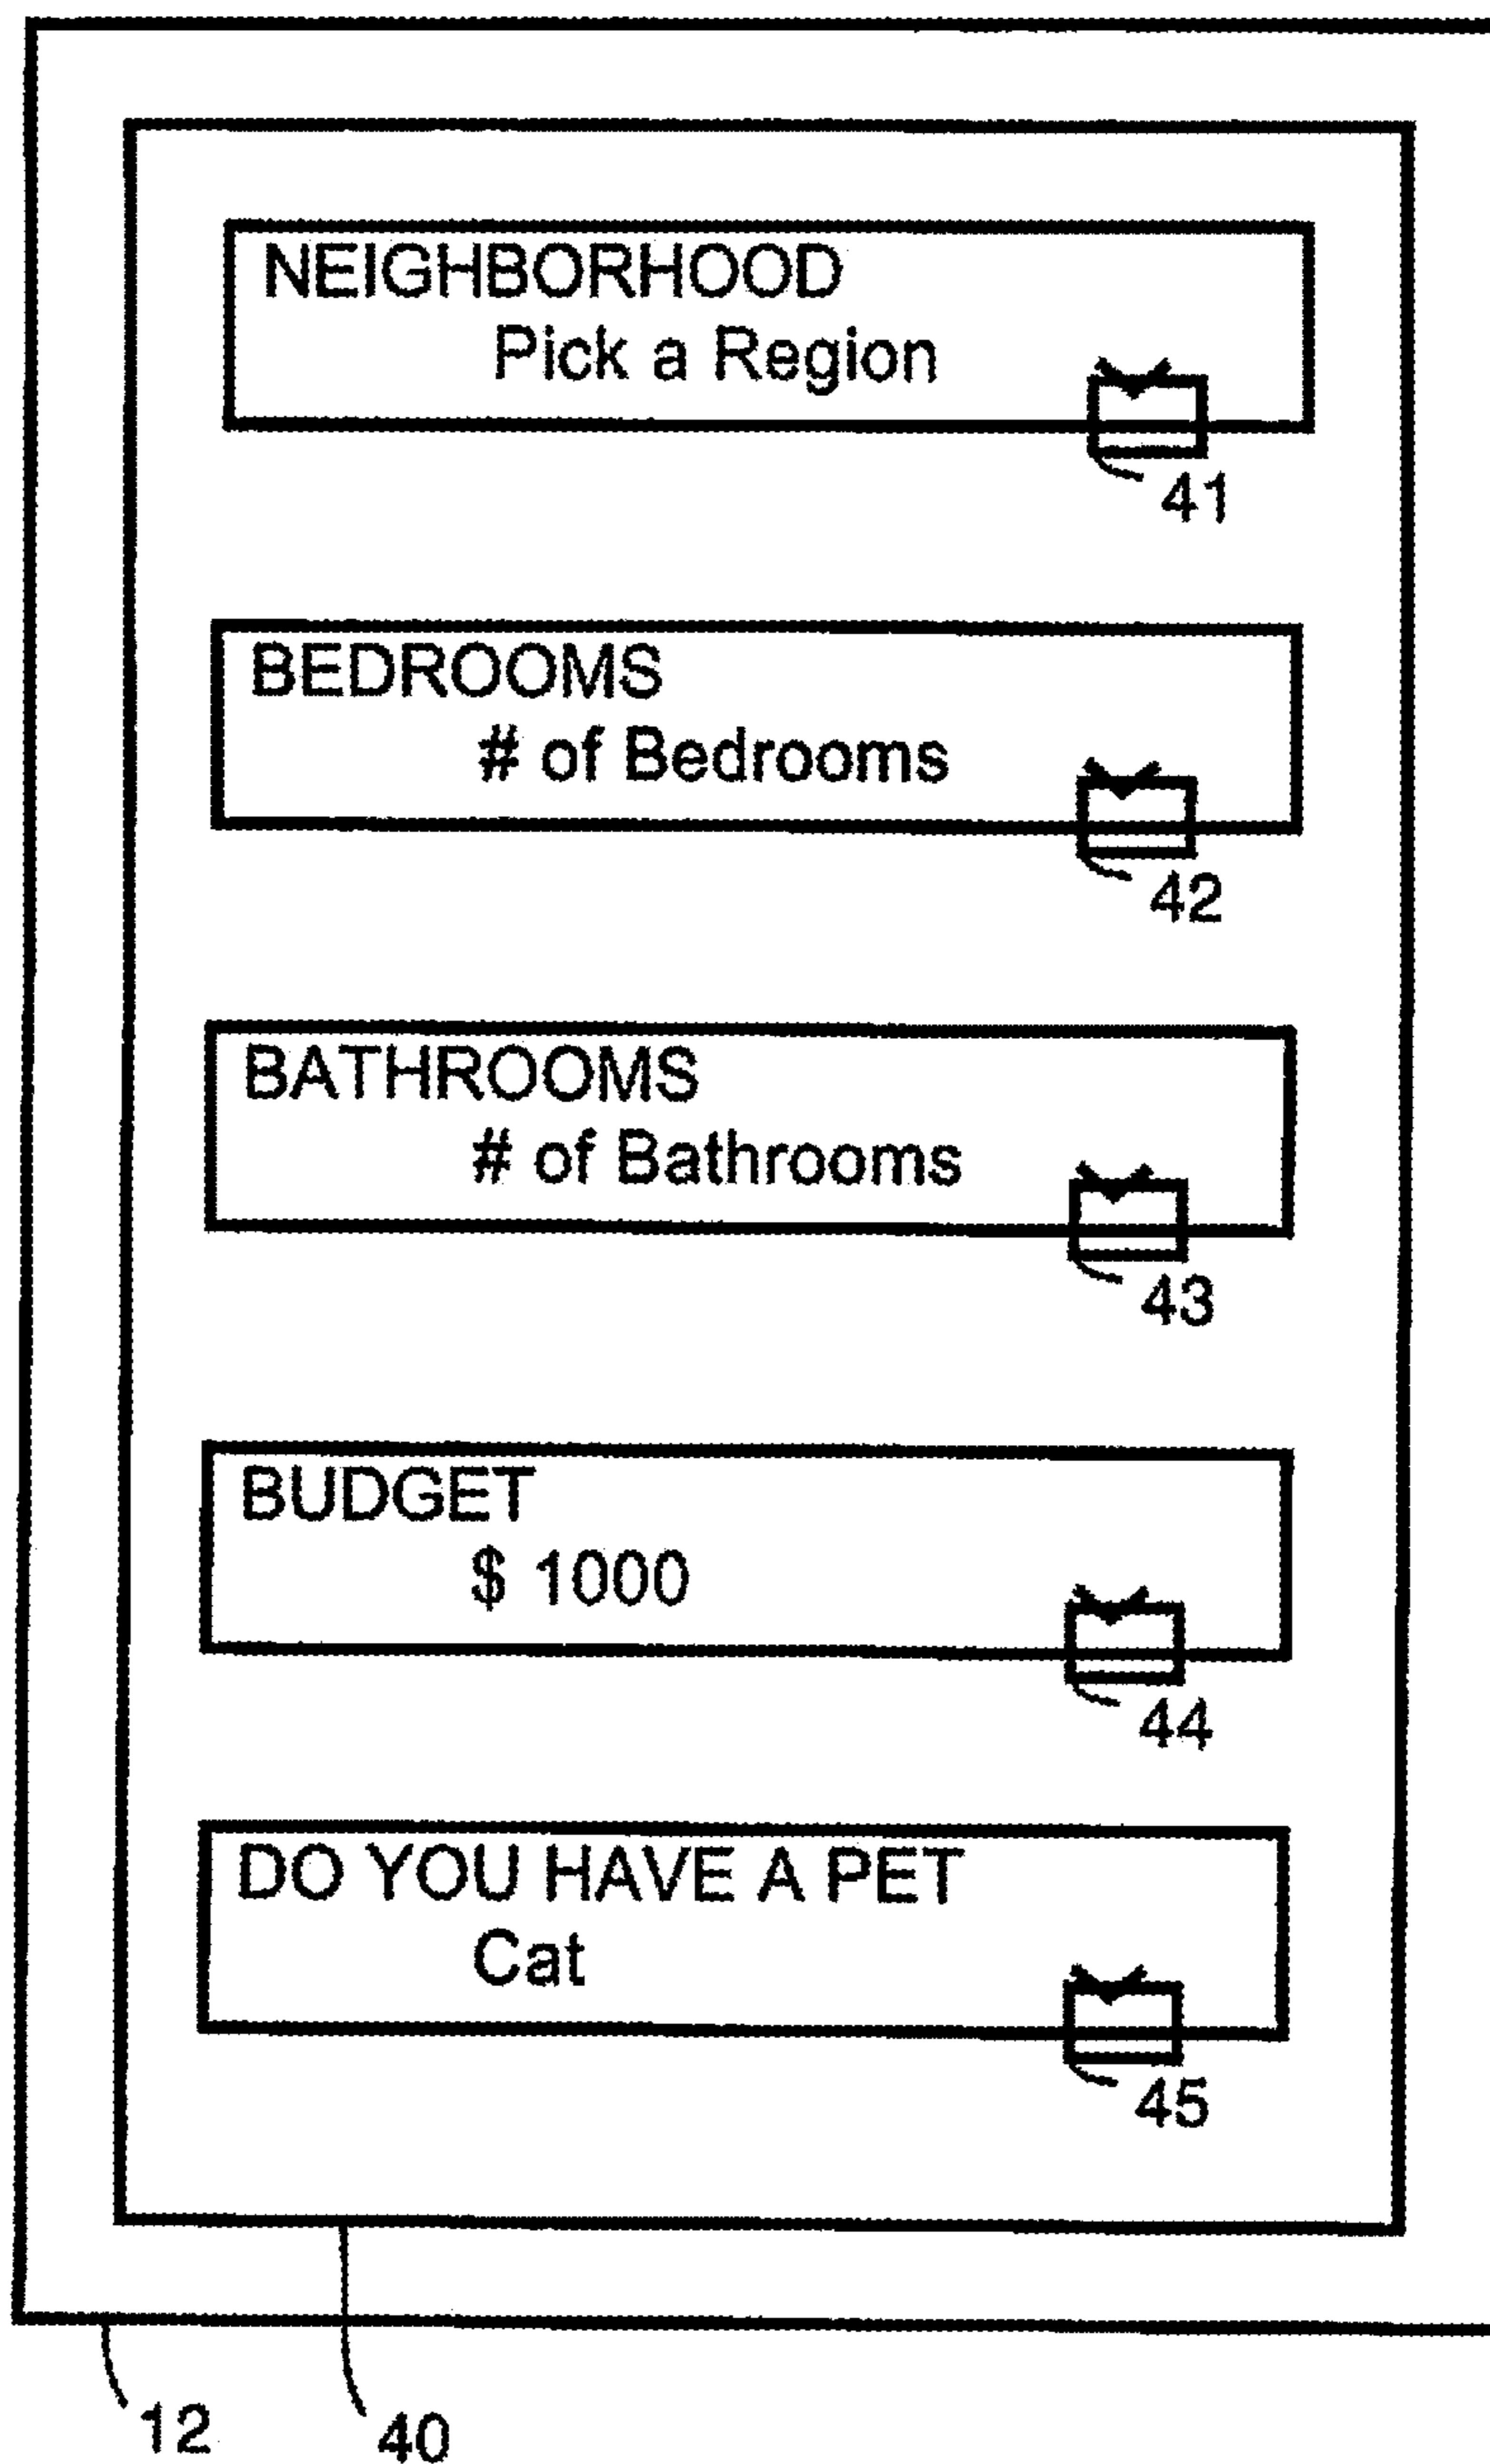 NEIGHBORHOOD
Pick a Region
41
BEDROOMS
# of Bedrooms
42
BATHROOMS
# of Bathrooms
43
BUDGET
$ 1000
44
DO YOU HAVE A PET
Cat
45
12
40